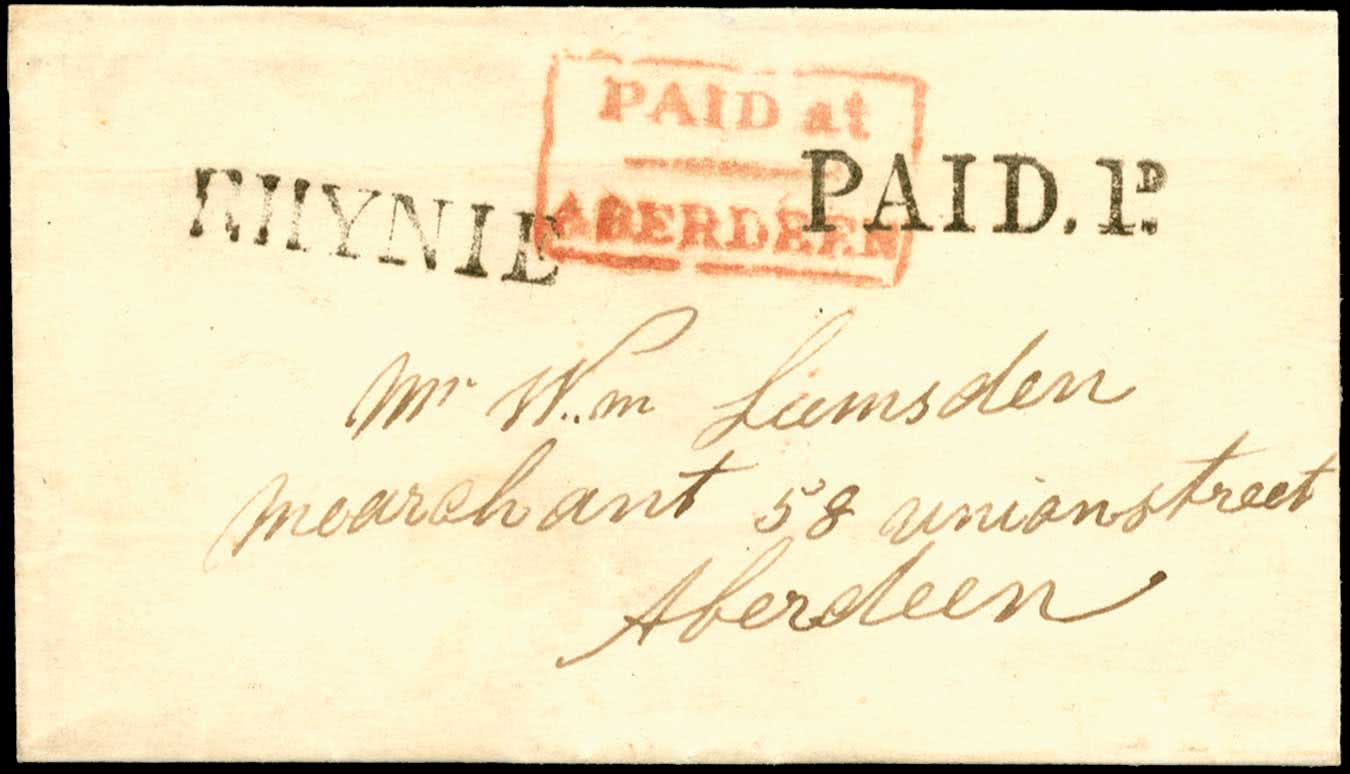 PAID at
ABERDEEN
RHYNIE
PAID. 1D.
Mr Wm Lumsden
mearchant 58 unionstreet
Aberdeen